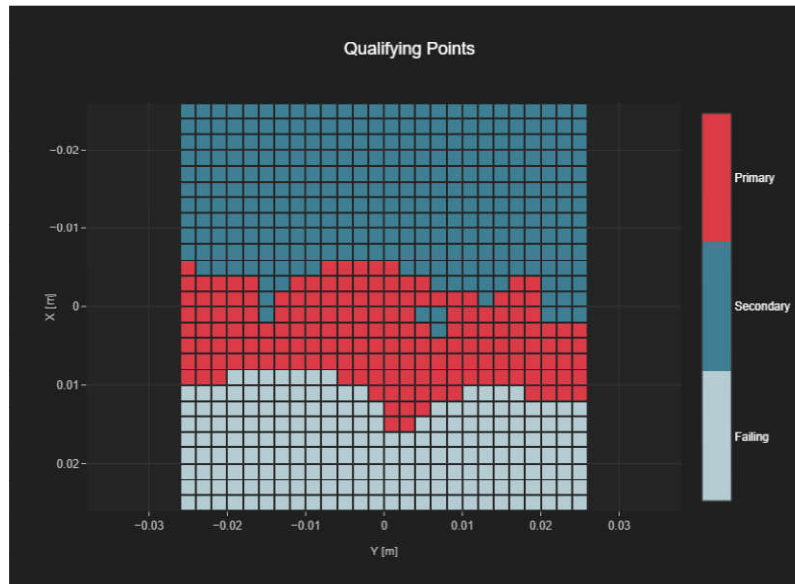 Qualifying Points
−0.02
−0.01
0
0.01
0.02
X [m]
−0.03
−0.02
−0.01
0
0.01
0.02
0.03
Y [m]
Primary
Secondary
Failing